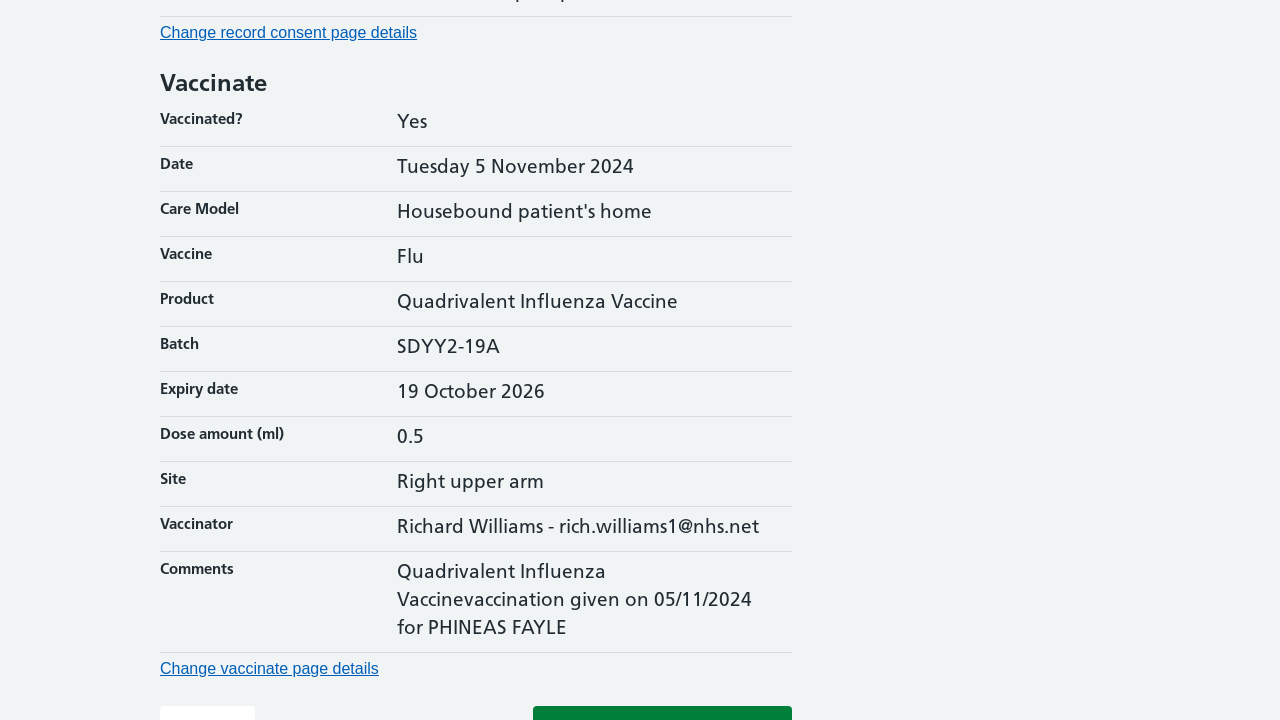 Change record consent page details
Vaccinate
Vaccinated? Yes
Date Tuesday 5 November 2024
Care Model Housebound patient's home
Vaccine Flu
Product Quadrivalent Influenza Vaccine
Batch SDYY2-19A
Expiry date 19 October 2026
Dose amount (ml) 0.5
Site Right upper arm
Vaccinator Richard Williams - rich.williams1@nhs.net
Comments Quadrivalent Influenza
Vaccinevaccination given on 05/11/2024
for PHINEAS FAYLE
Change vaccinate page details